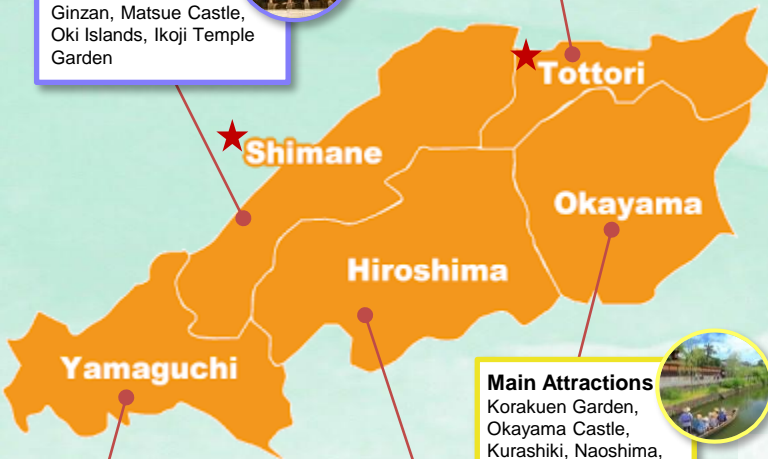 Ginzan, Matsue Castle,
Oki Islands, Ikoji Temple
Garden
Tottori
Shimane
Okayama
Hiroshima
Yamaguchi
Main Attractions
Korakuen Garden,
Okayama Castle,
Kurashiki, Naoshima,